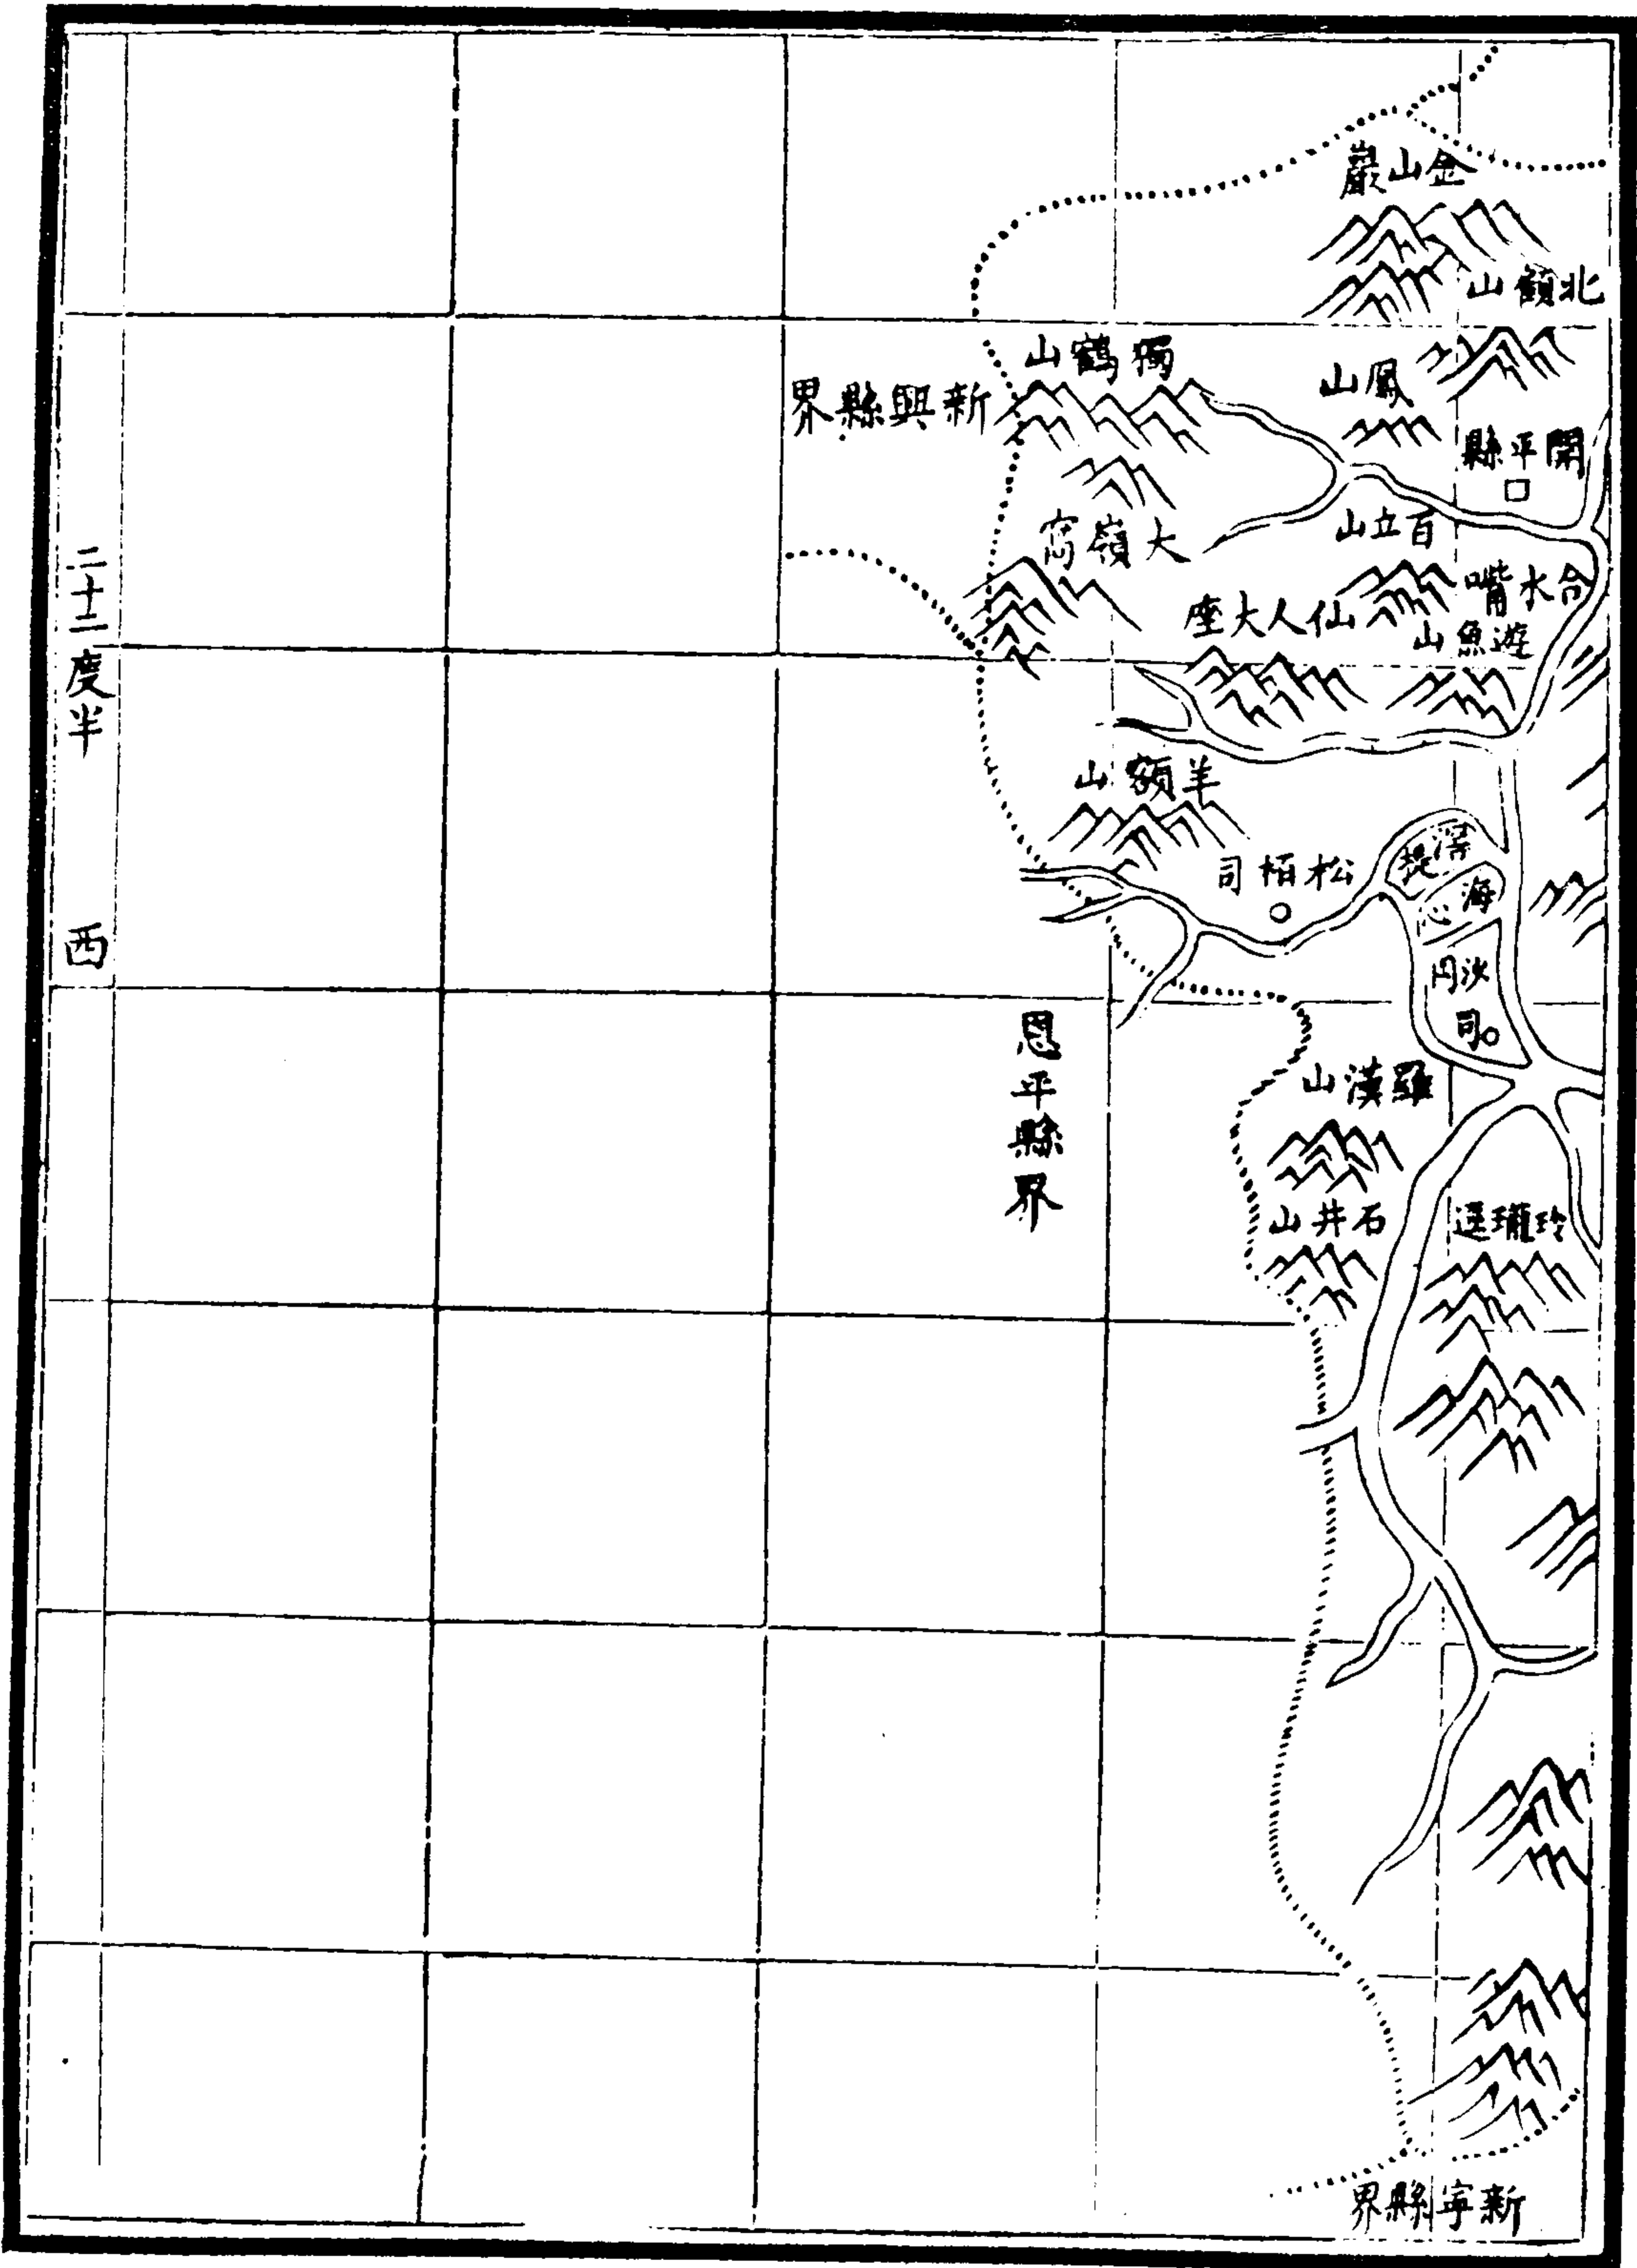 金山巖
北額山
獨鶴山
鳳山
新興縣界
開平縣
百立山
大嶺窩
合水嘴
仙人大座
遊魚山
二十二度半
西
羊額山
松栢司
滘堤
海心
沙冈司
恩平縣界
羅漢山
石井山
玲瓏逕
新寧縣界